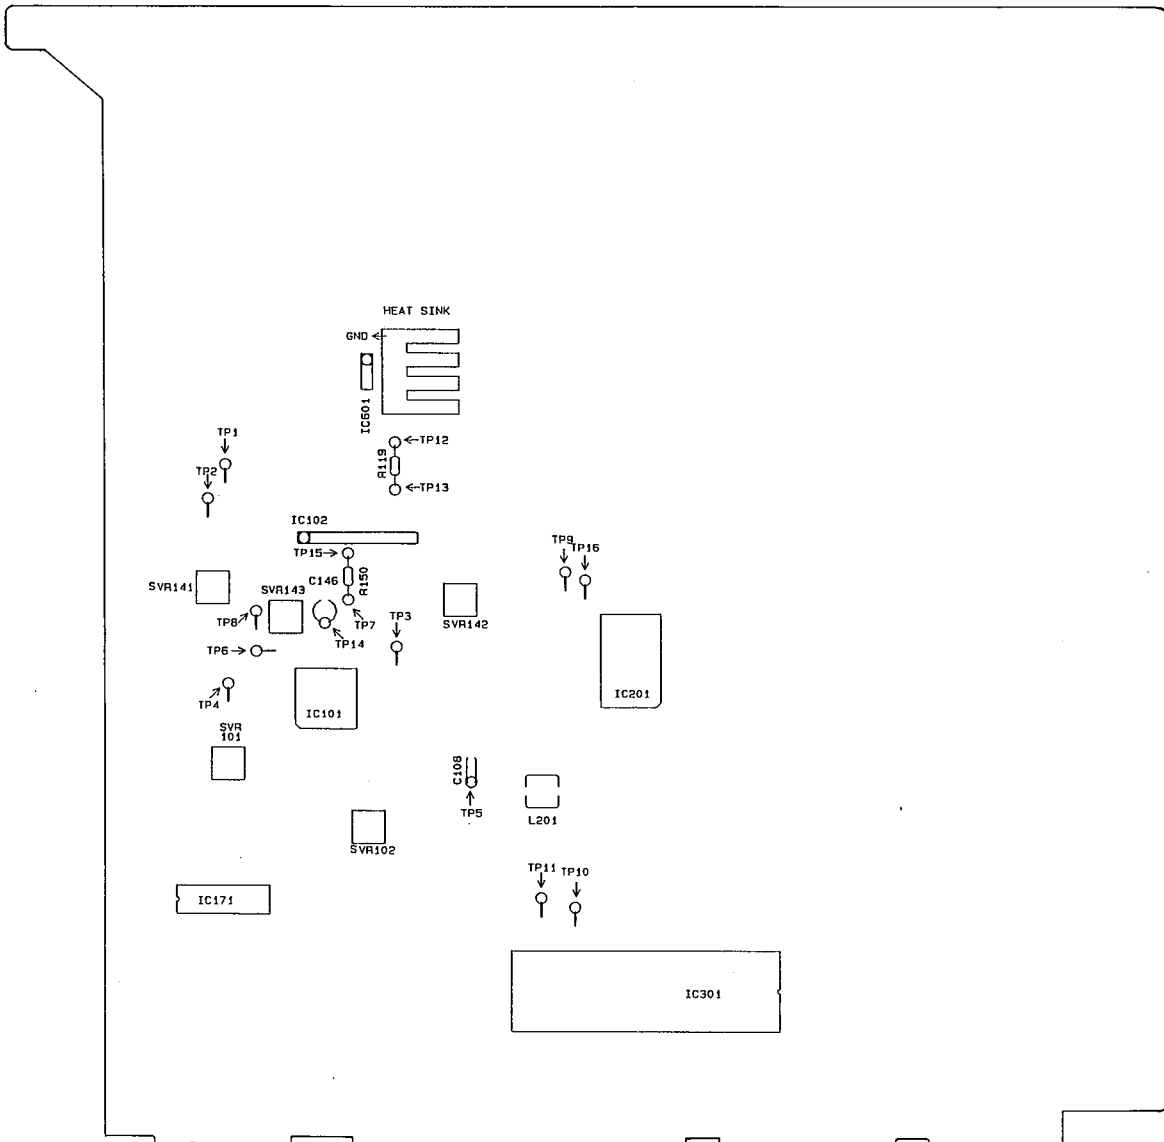 HEAT SINK
GND
IC601
TP1
TP12
R119
TP2
TP13
IC102
TP15
TP9
TP16
C146
R150
SVR141
SVR143
TP8
TP7
TP3
SVR142
TP14
TP6
TP4
IC101
IC201
SVR
101
C108
TP5
L201
SVR102
TP11
TP10
IC171
IC301